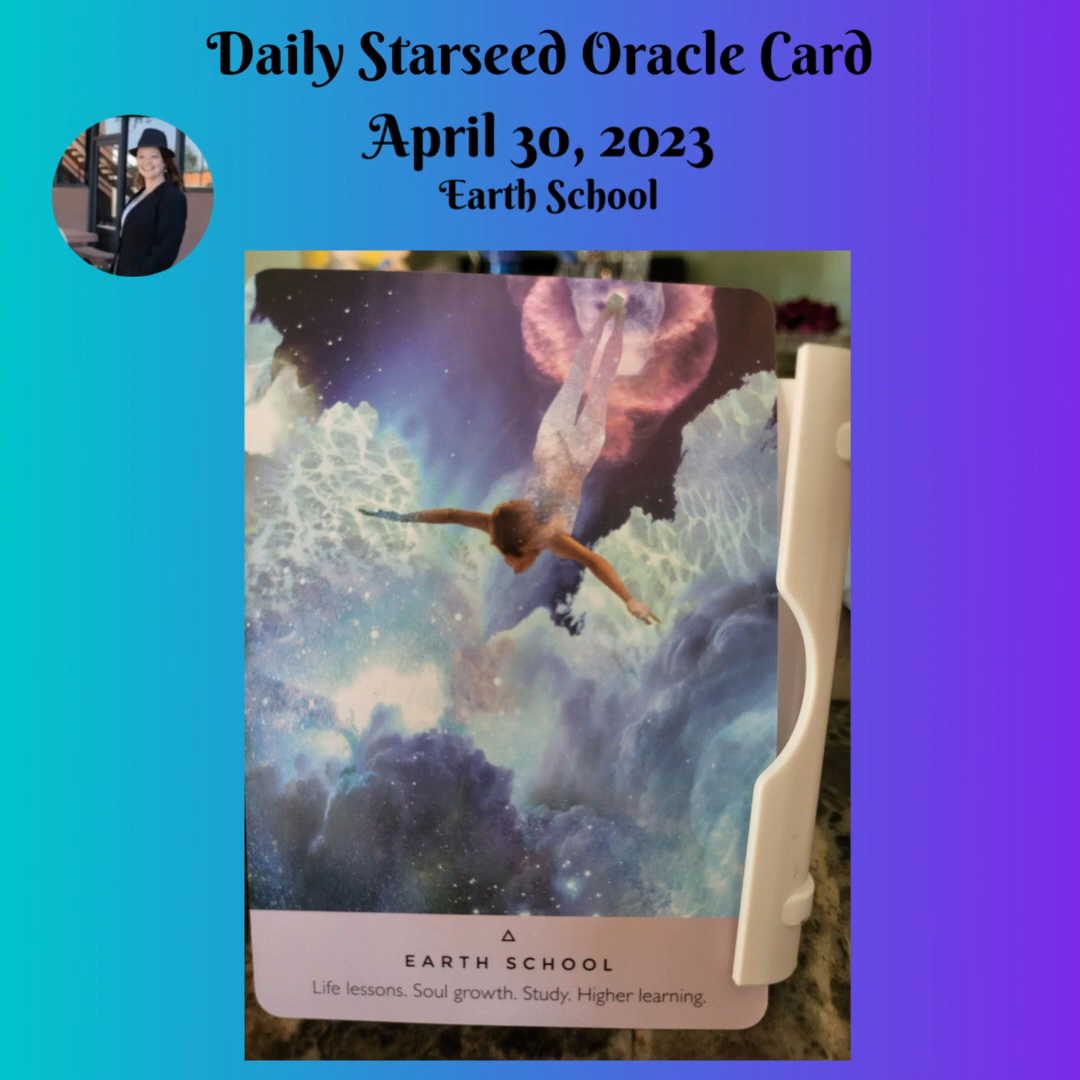 Daily Starseed Oracle Card
April 30, 2023
Earth School
EARTH SCHOOL
Life lessons. Soul growth. Study. Higher learning.